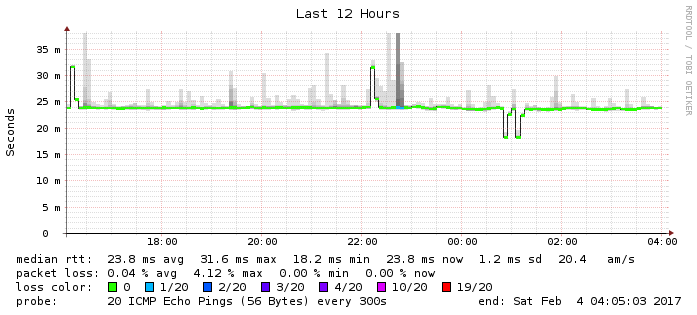 Last 12 Hours
RRDTOOL / TOBI OETIKER
Seconds
35 m
30 m
25 m
20 m
15 m
10 m
5 m
0
18:00 20:00 22:00 00:00 02:00 04:00
median rtt: 23.8 ms avg 31.6 ms max 18.2 ms min 23.8 ms now 1.2 ms sd 20.4 am/s
packet loss: 0.04 % avg 4.12 % max 0.00 % min 0.00 % now
loss color: 0 1/20 2/20 3/20 4/20 10/20 19/20
probe: 20 ICMP Echo Pings (56 Bytes) every 300s end: Sat Feb 4 04:05:03 2017